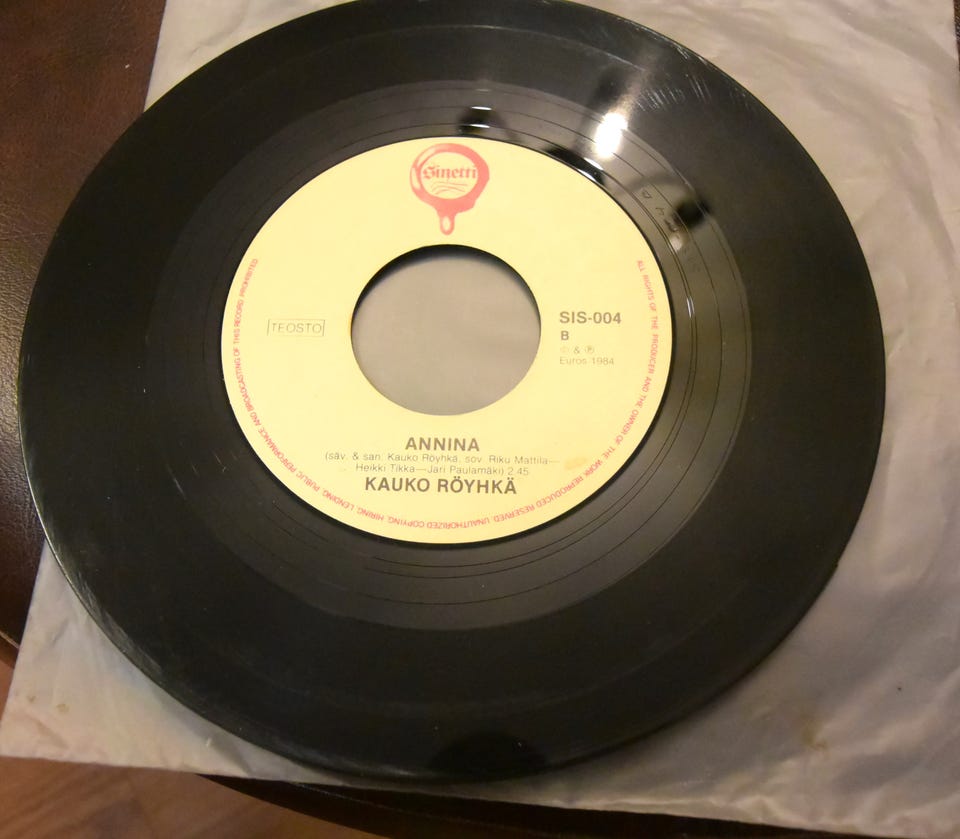 Sinetti
TEOSTO
SIS-004
B
© & ℗
Euros 1984
ANNINA
(säv. & san. Kauko Röyhkä, sov. Riku Mattila—
Heikki Tikka—Jari Paulamäki) 2.45
KAUKO RÖYHKÄ
ALL RIGHTS OF THE PRODUCER AND THE OWNER OF THE WORK REPRODUCED RESERVED. UNAUTHORIZED COPYING, HIRING, LENDING, PUBLIC PERFORMANCE AND BROADCASTING OF THIS RECORD PROHIBITED